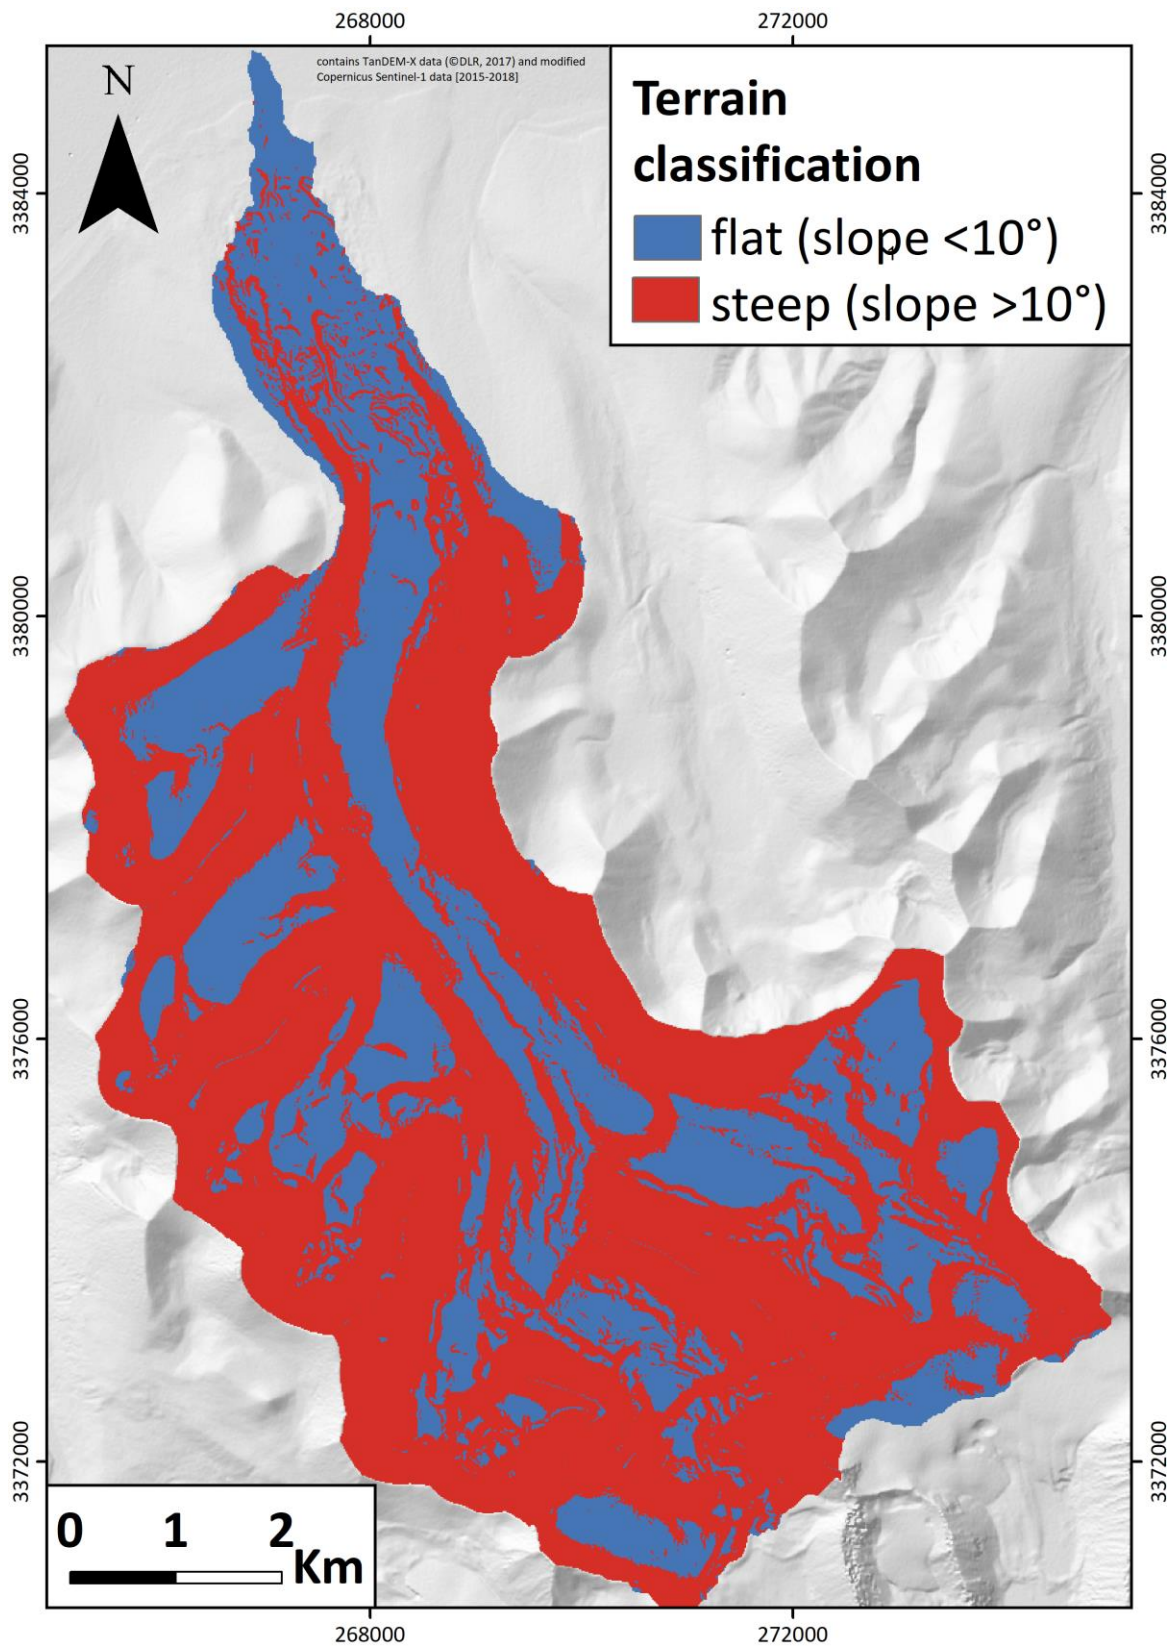 268000
272000
contains TanDEM-X data (©DLR, 2017) and modified
Copernicus Sentinel-1 data [2015-2018]
N
Terrain
classification
flat (slope <10°)
steep (slope >10°)
3384000
3384000
3380000
3380000
3376000
3376000
3372000
3372000
0 1 2
Km
268000
272000